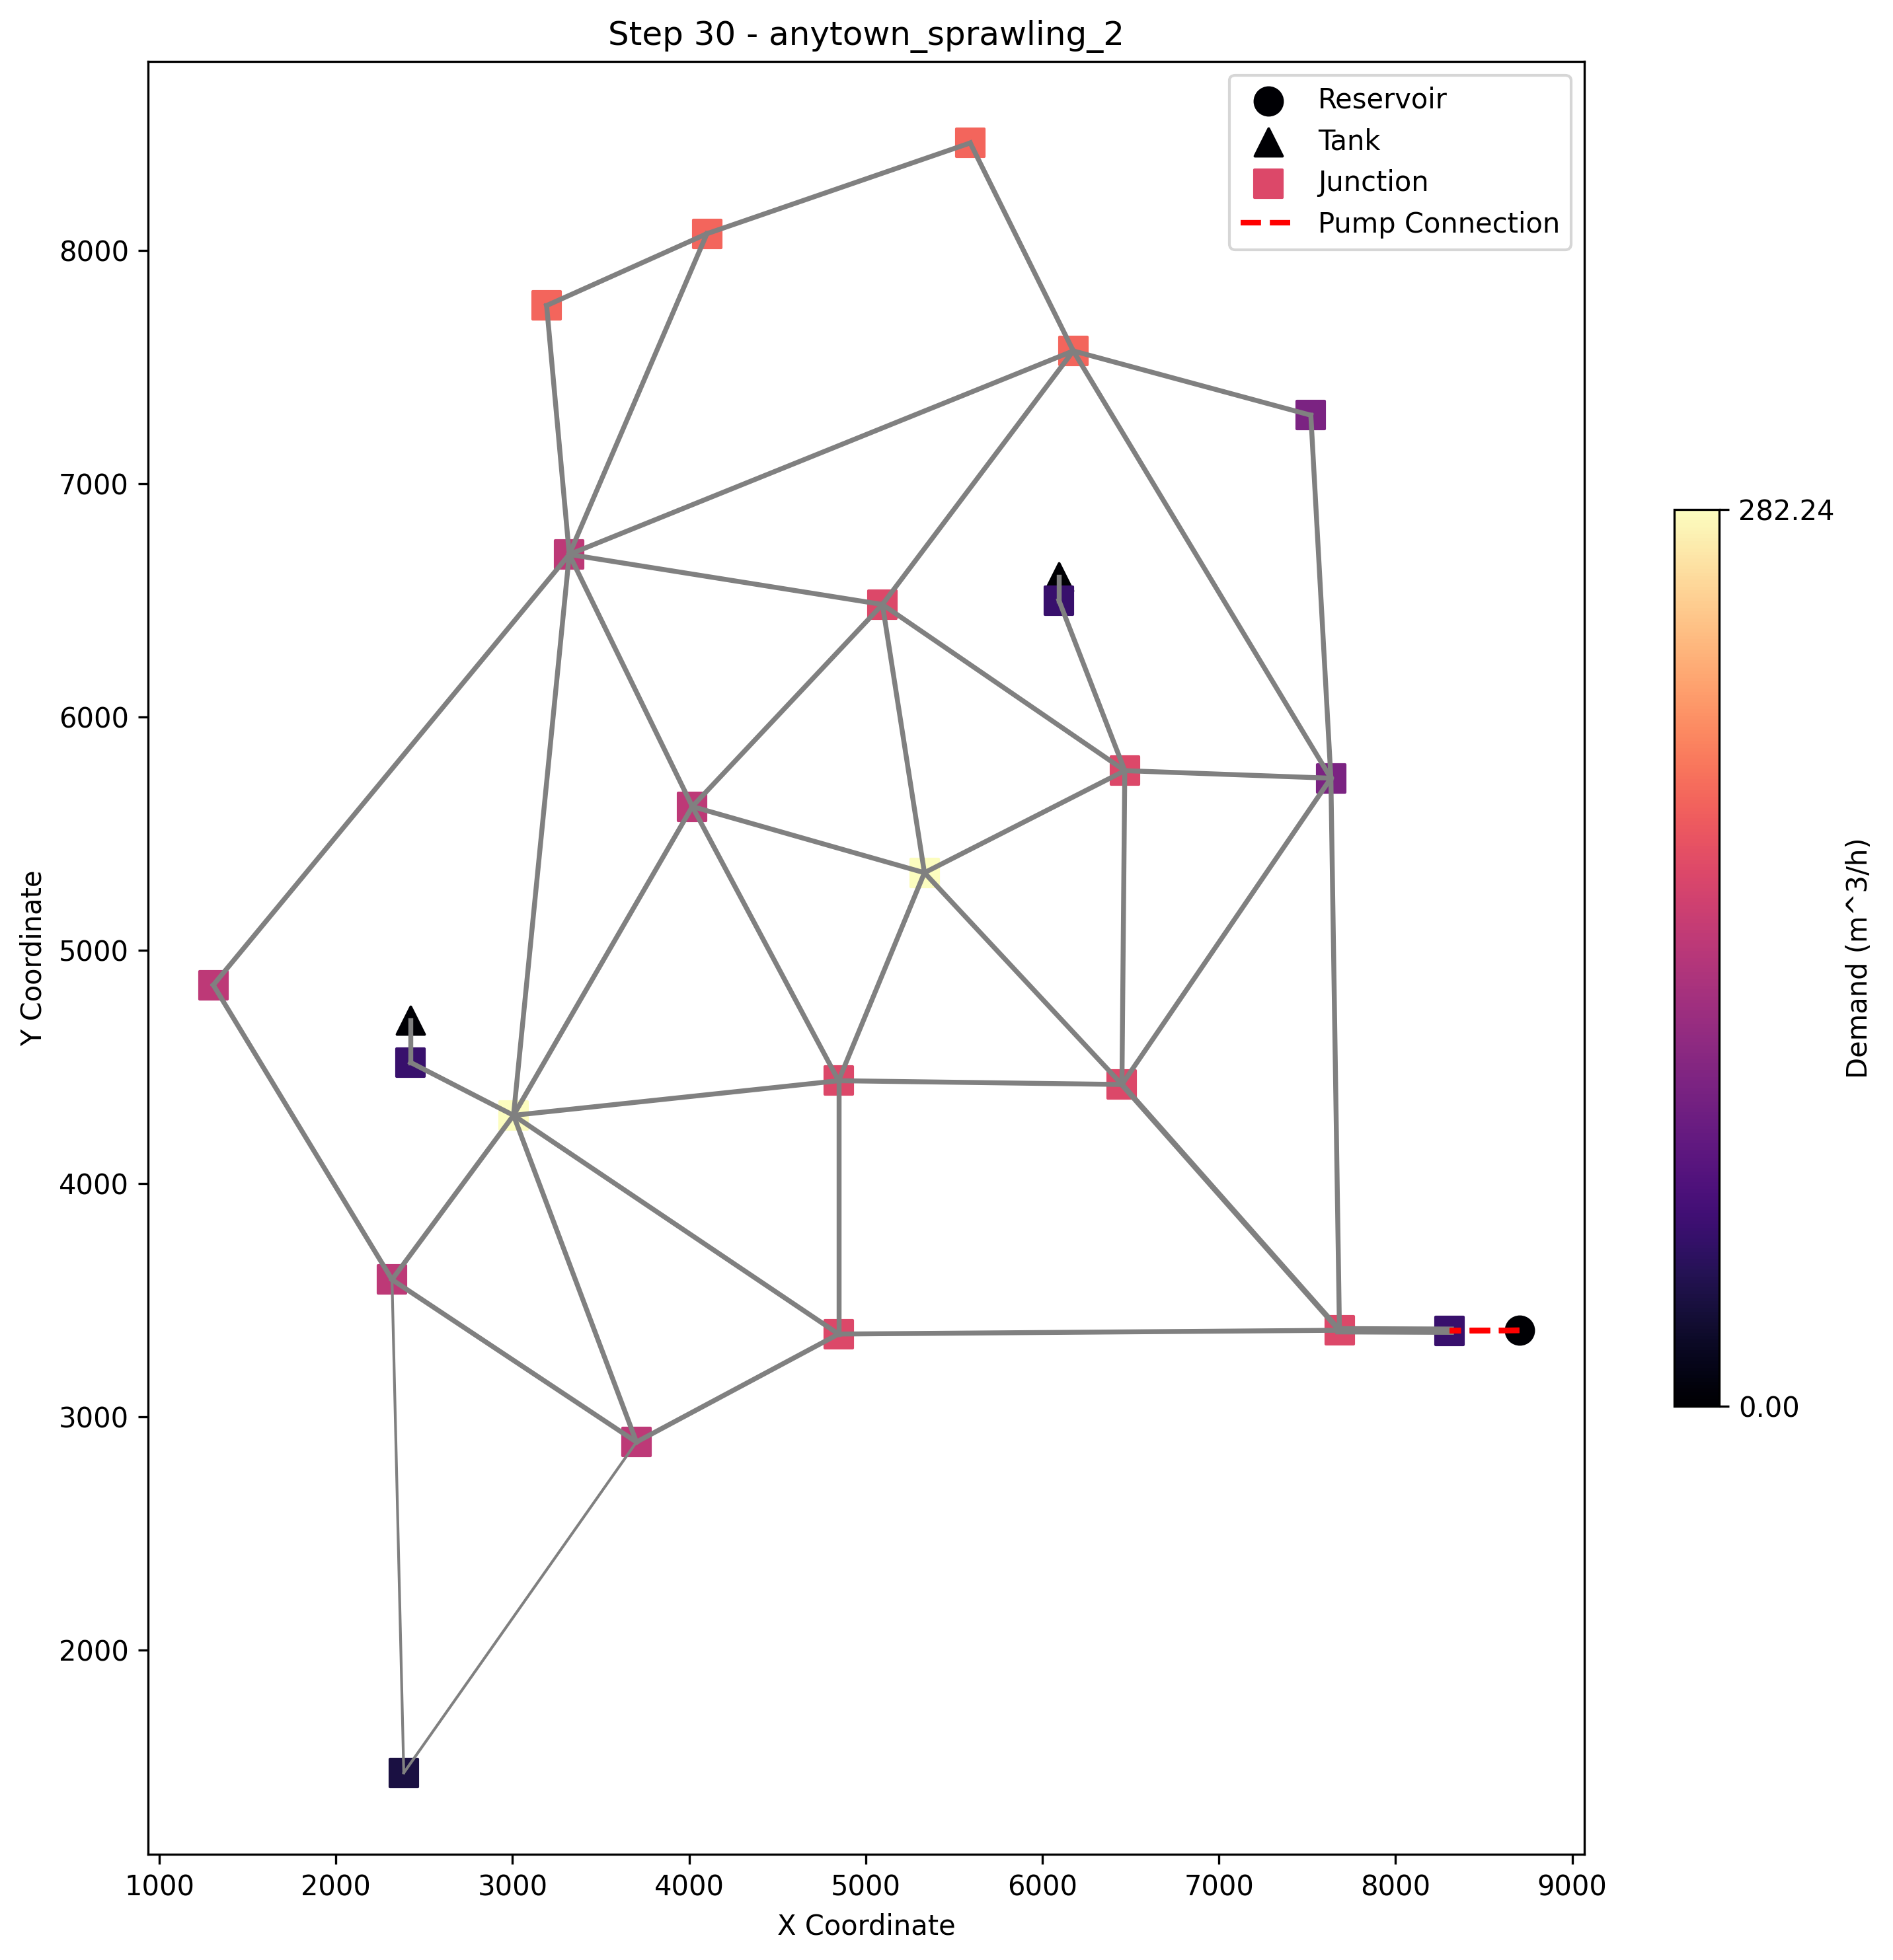 Step 30 - anytown_sprawling_2
Reservoir
Tank
Junction
Pump Connection
Y Coordinate
8000
7000
6000
5000
4000
3000
2000
1000 2000 3000 4000 5000 6000 7000 8000 9000
X Coordinate
282.24
0.00
Demand (m^3/h)